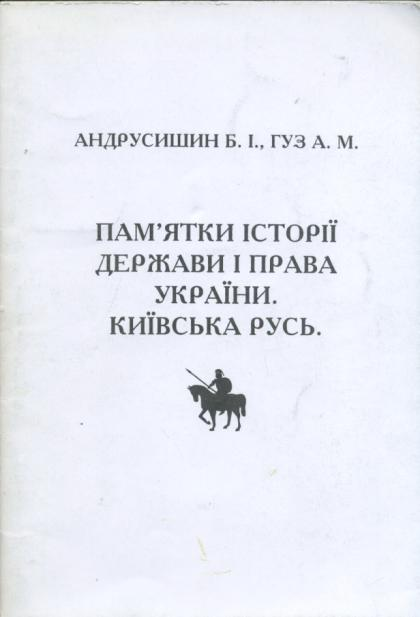 АНДРУСИШИН Б. І., ГУЗ А. М.
ПАМ'ЯТКИ ІСТОРІЇ
ДЕРЖАВИ І ПРАВА
УКРАЇНИ.
КИЇВСЬКА РУСЬ.